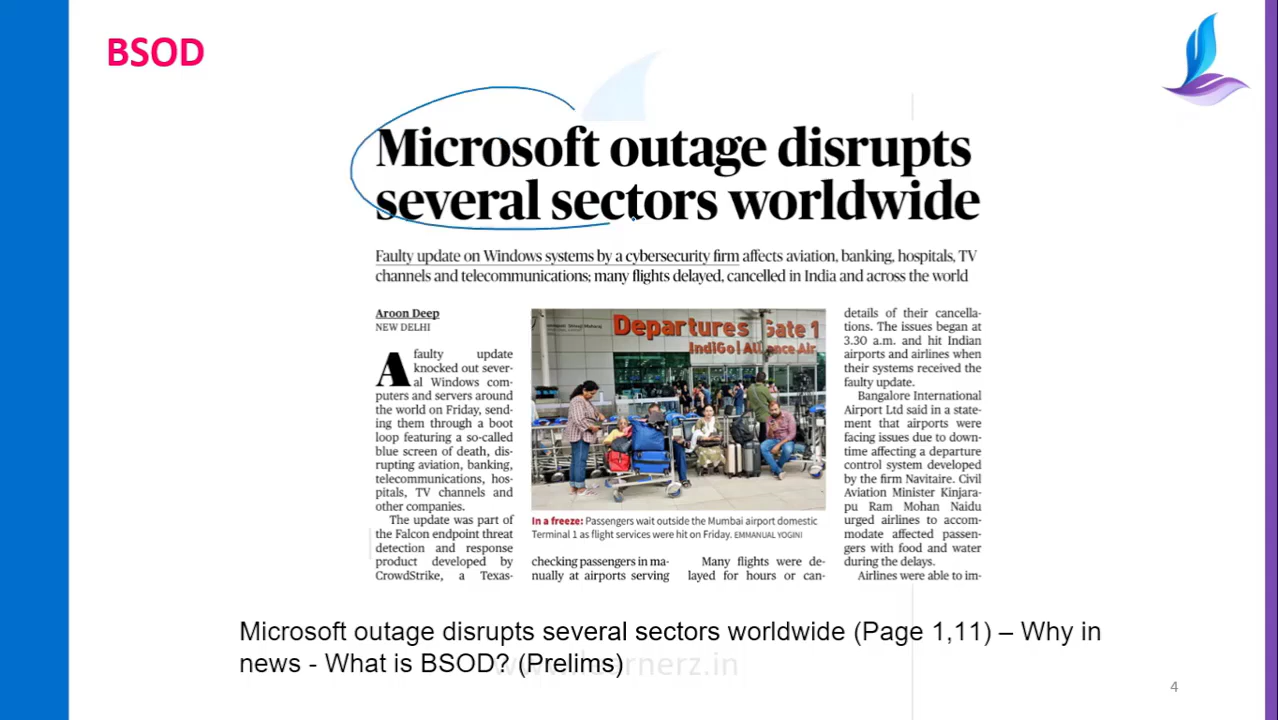 BSOD
Microsoft outage disrupts
several sectors worldwide
Faulty update on Windows systems by a cybersecurity firm affects aviation, banking, hospitals, TV
channels and telecommunications; many flights delayed, cancelled in India and across the world
Aroon Deep
NEW DELHI
A faulty update
knocked out sever-
al Windows com-
puters and servers around
the world on Friday, send-
ing them through a boot
loop featuring a so-called
blue screen of death, dis-
rupting aviation, banking,
telecommunications, hos-
pitals, TV channels and
other companies.
The update was part of
the Falcon endpoint threat
detection and response
product developed by
CrowdStrike, a Texas-
Departures Gate 1
IndiGo | Alliance Air
In a freeze: Passengers wait outside the Mumbai airport domestic
Terminal 1 as flight services were hit on Friday. EMMANUAL YOGINI
checking passengers in ma-
nually at airports serving
Many flights were de-
layed for hours or can-
details of their cancella-
tions. The issues began at
3.30 a.m. and hit Indian
airports and airlines when
their systems received the
faulty update.
Bangalore International
Airport Ltd said in a state-
ment that airports were
facing issues due to down-
time affecting a departure
control system developed
by the firm Navitaire. Civil
Aviation Minister Kinjara-
pu Ram Mohan Naidu
urged airlines to accom-
modate affected passen-
gers with food and water
during the delays.
Airlines were able to im-
Microsoft outage disrupts several sectors worldwide (Page 1,11) – Why in
news - What is BSOD? (Prelims)
4